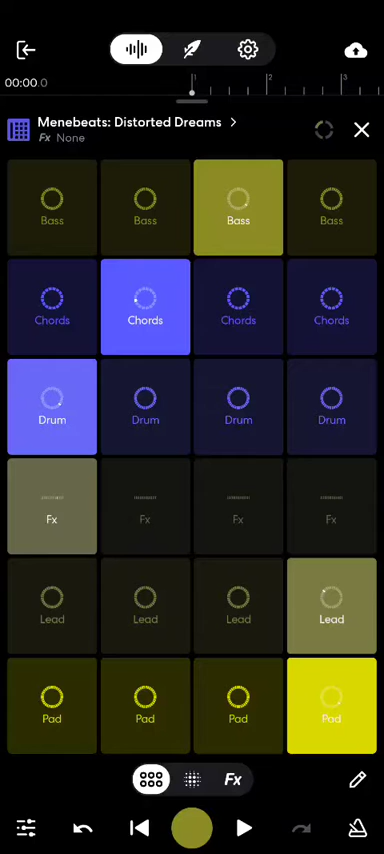 00:00.0
1 2 3
Menebeats: Distorted Dreams
Fx None
Bass Bass Bass Bass
Chords Chords Chords Chords
Drum Drum Drum Drum
Fx Fx Fx Fx
Lead Lead Lead Lead
Pad Pad Pad Pad
Fx